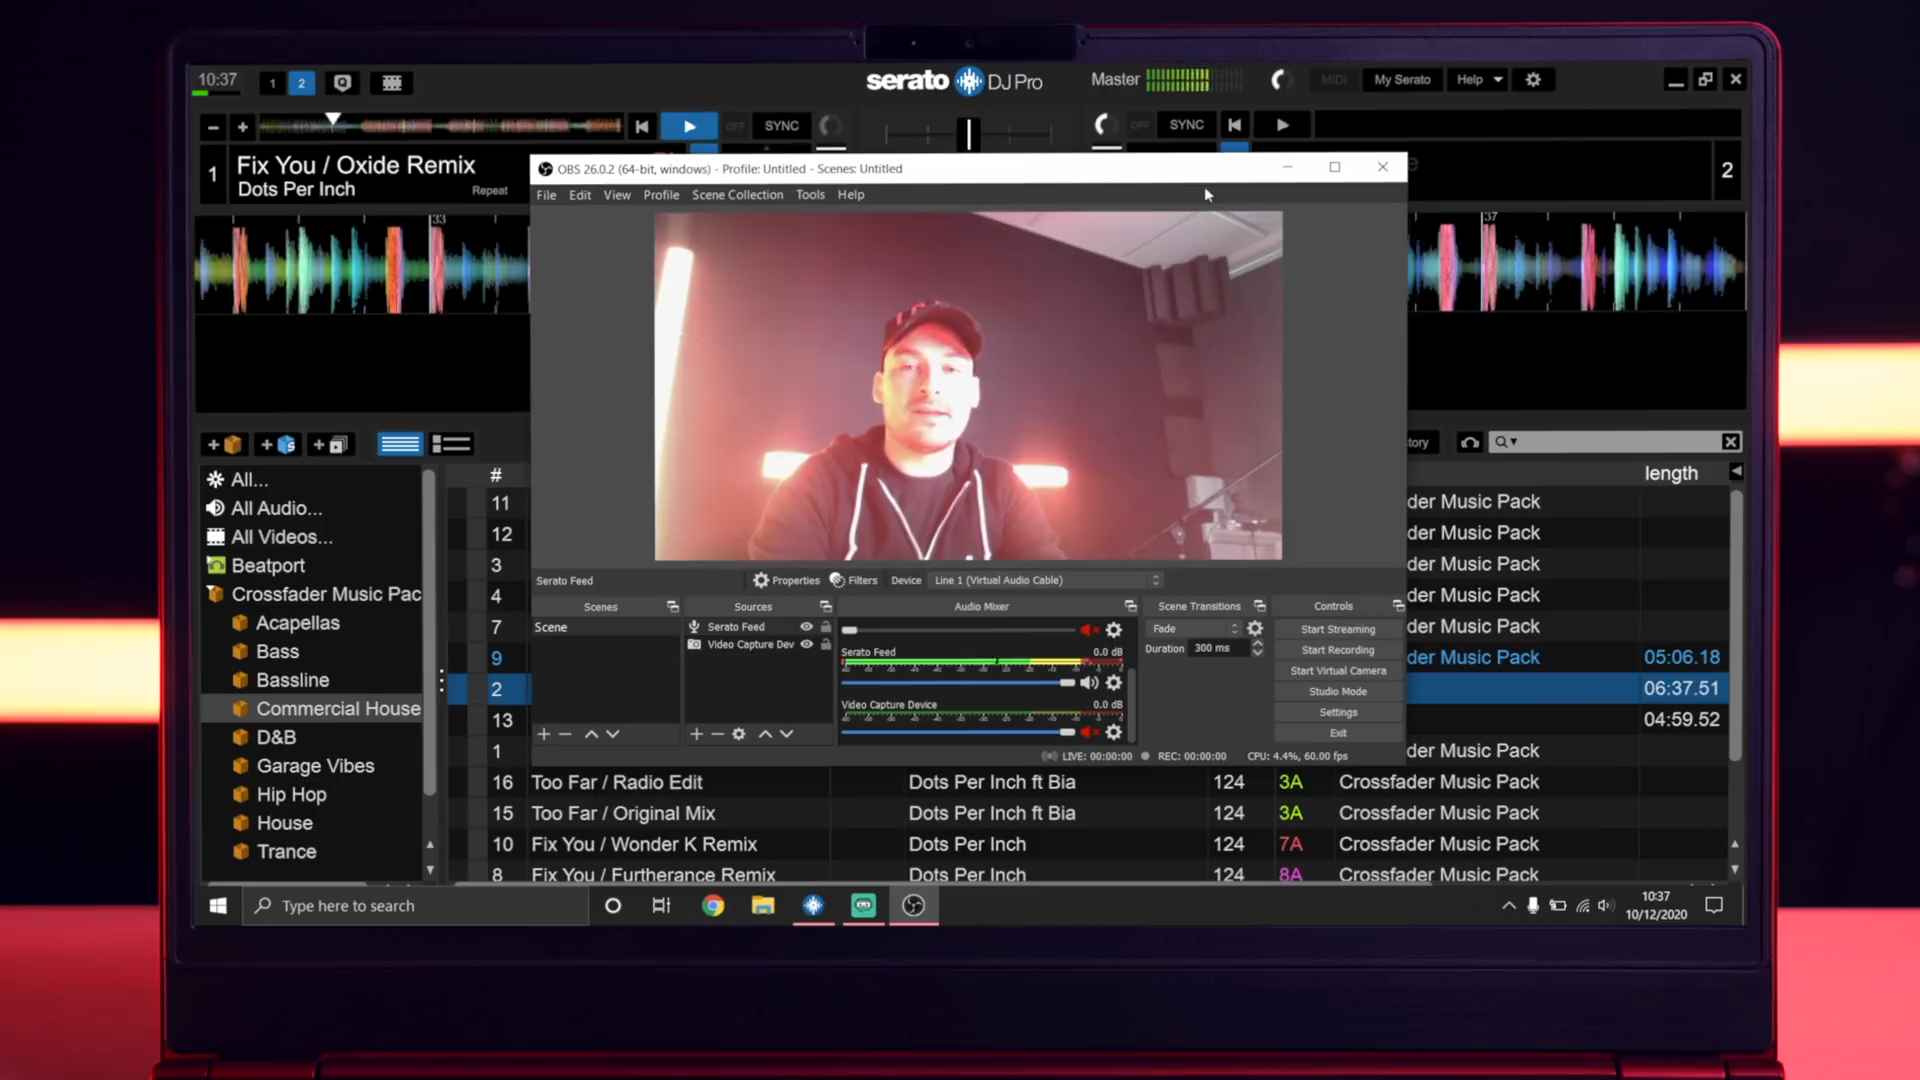 10:37
1
2
serato DJ Pro
Master
MIDI
My Serato
Help
OFF
SYNC
OFF
SYNC
1
Fix You / Oxide Remix
Dots Per Inch
Repeat
2
33
37
OBS 26.0.2 (64-bit, windows) - Profile: Untitled - Scenes: Untitled
File
Edit
View
Profile
Scene Collection
Tools
Help
Serato Feed
Properties
Filters
Device
Line 1 (Virtual Audio Cable)
Scenes
Sources
Audio Mixer
Scene Transitions
Controls
Scene
Serato Feed
Video Capture Dev
Serato Feed
0.0 dB
Video Capture Device
0.0 dB
Fade
Duration
300 ms
Start Streaming
Start Recording
Start Virtual Camera
Studio Mode
Settings
Exit
LIVE: 00:00:00
REC: 00:00:00
CPU: 4.4%, 60.00 fps
tory
All...
All Audio...
All Videos...
Beatport
Crossfader Music Pac
Acapellas
Bass
Bassline
Commercial House
D&B
Garage Vibes
Hip Hop
House
Trance
#
length
11
der Music Pack
12
der Music Pack
3
der Music Pack
4
der Music Pack
7
der Music Pack
9
der Music Pack
05:06.18
2
06:37.51
13
04:59.52
1
der Music Pack
16 Too Far / Radio Edit Dots Per Inch ft Bia 124 3A Crossfader Music Pack
15 Too Far / Original Mix Dots Per Inch ft Bia 124 3A Crossfader Music Pack
10 Fix You / Wonder K Remix Dots Per Inch 124 7A Crossfader Music Pack
8 Fix You / Furtherance Remix Dots Per Inch 124 8A Crossfader Music Pack
Type here to search
10:37
10/12/2020